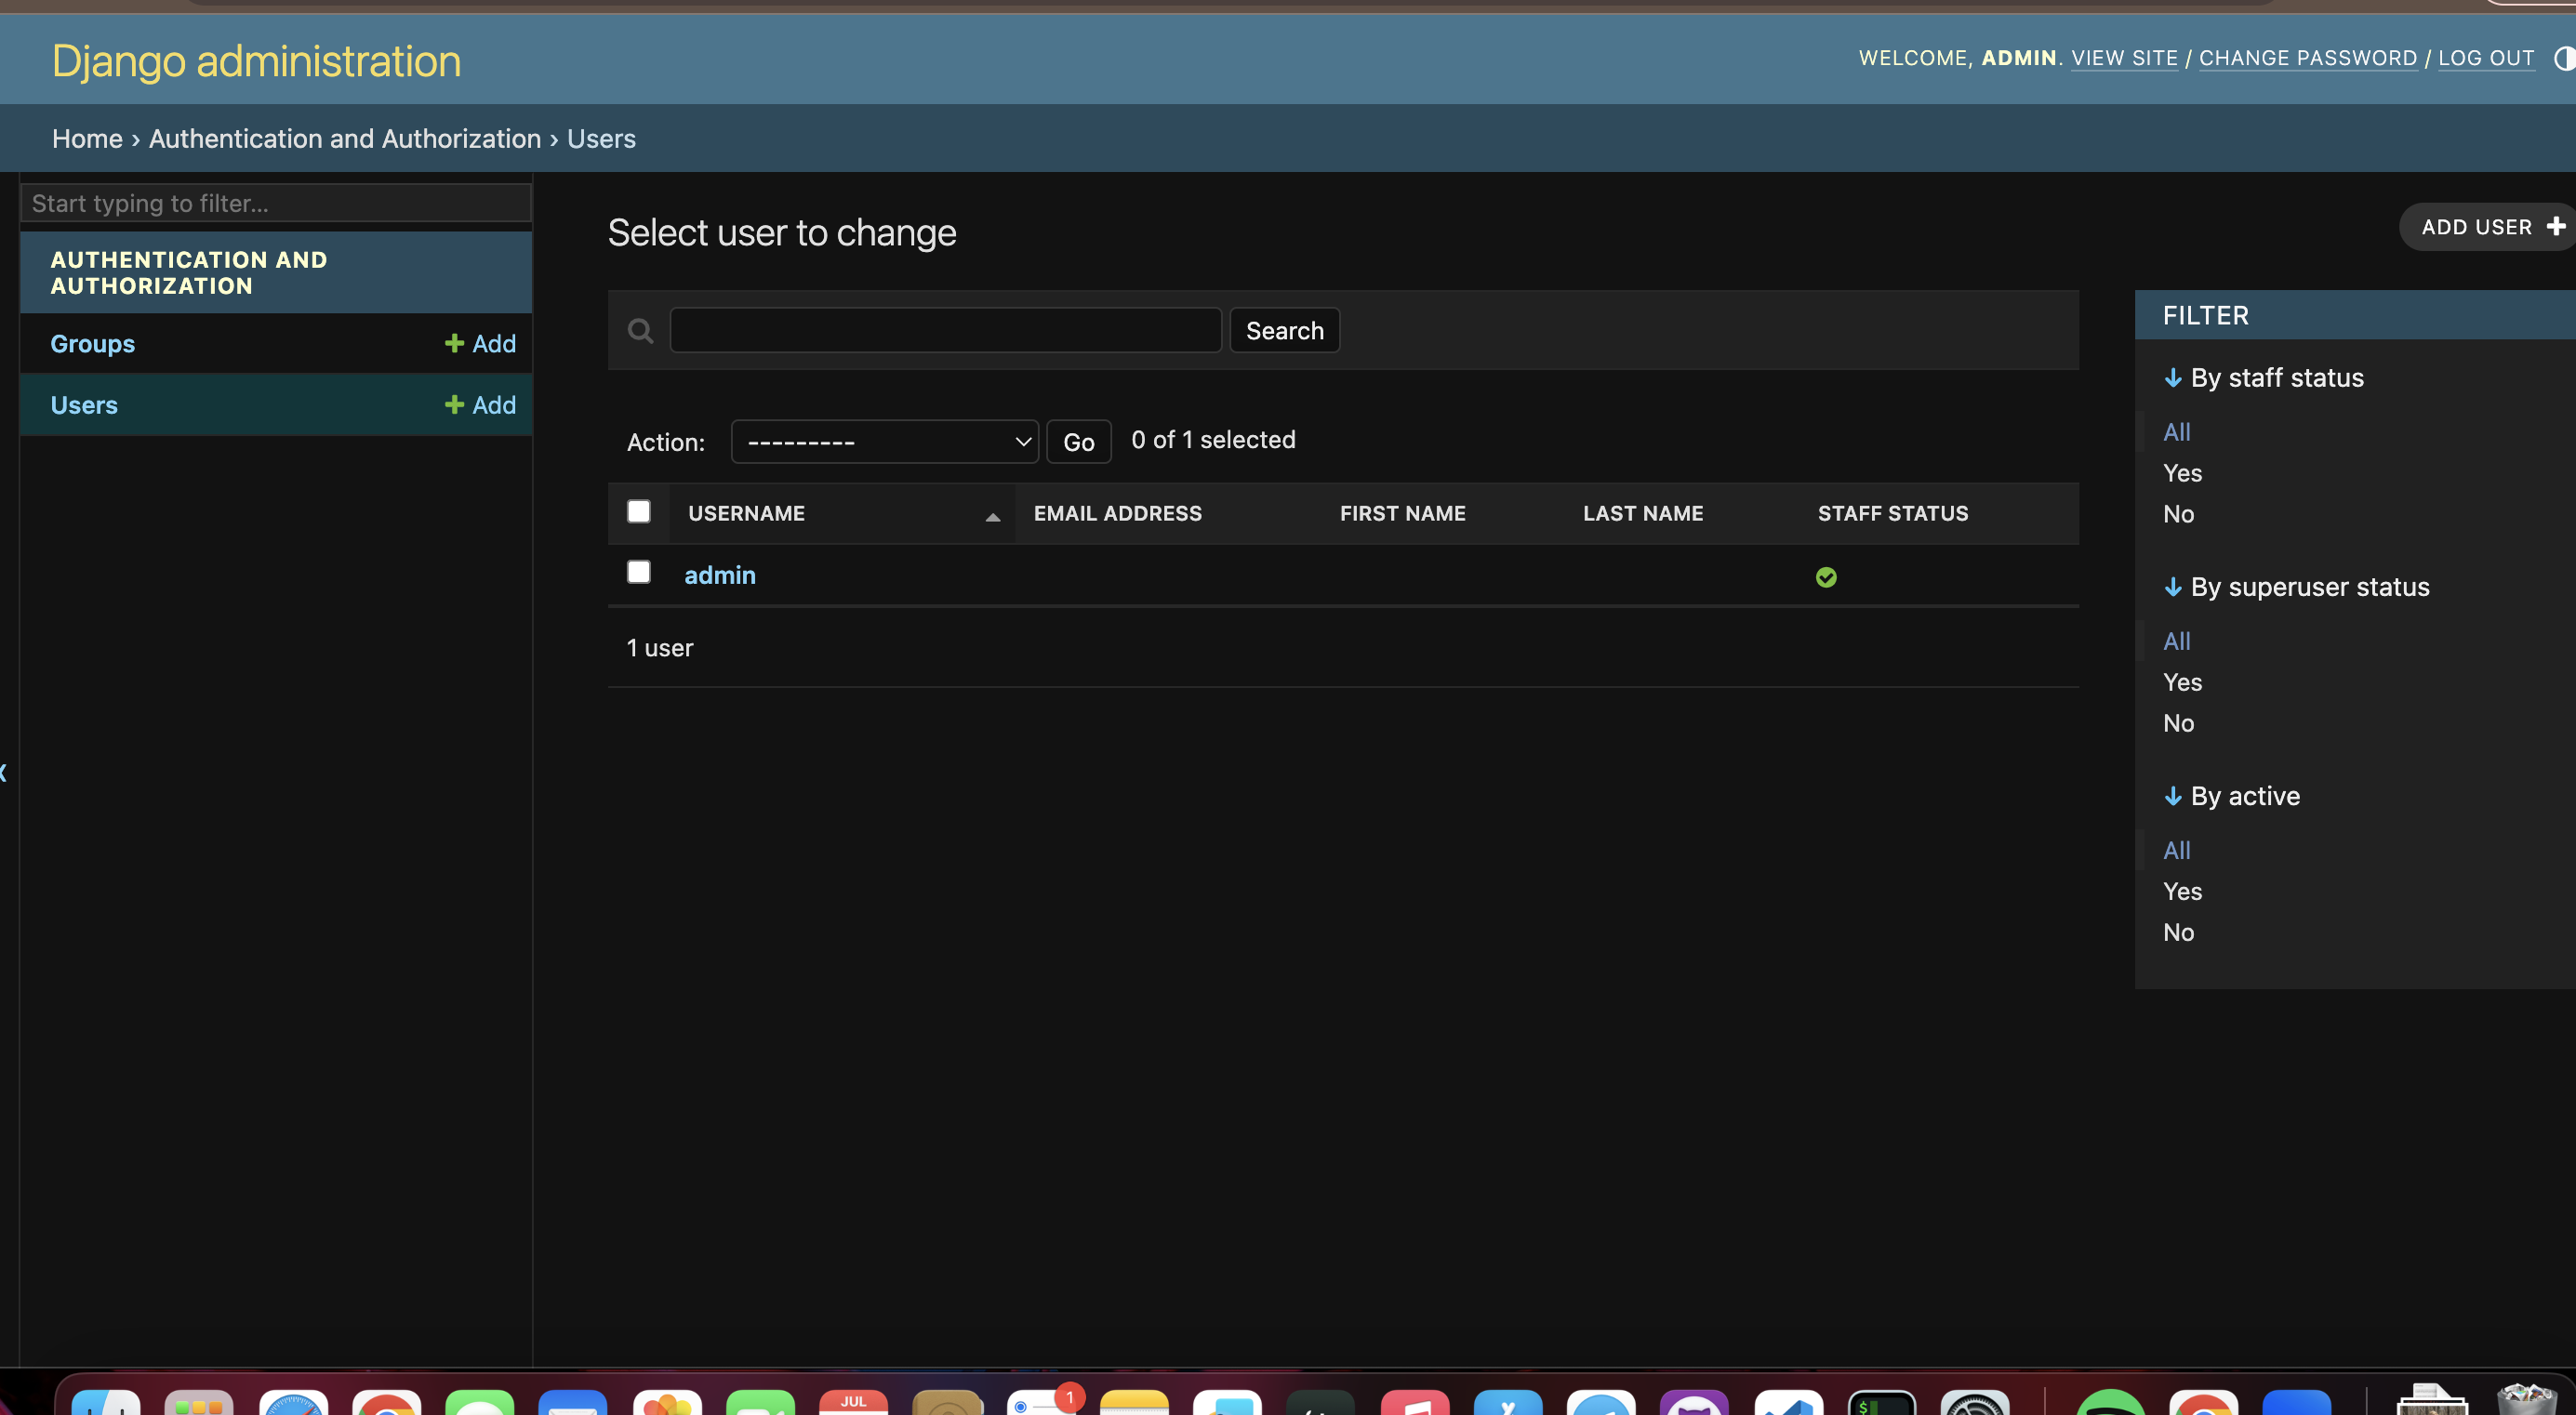 Django administration
WELCOME, ADMIN. VIEW SITE / CHANGE PASSWORD / LOG OUT
Home › Authentication and Authorization › Users
Start typing to filter...
AUTHENTICATION AND
AUTHORIZATION
Groups
+ Add
Users
+ Add
Select user to change
ADD USER +
Search
Action:
---------
Go
0 of 1 selected
USERNAME
EMAIL ADDRESS
FIRST NAME
LAST NAME
STAFF STATUS
admin
1 user
FILTER
↓ By staff status
All
Yes
No
↓ By superuser status
All
Yes
No
↓ By active
All
Yes
No
JUL
1
$